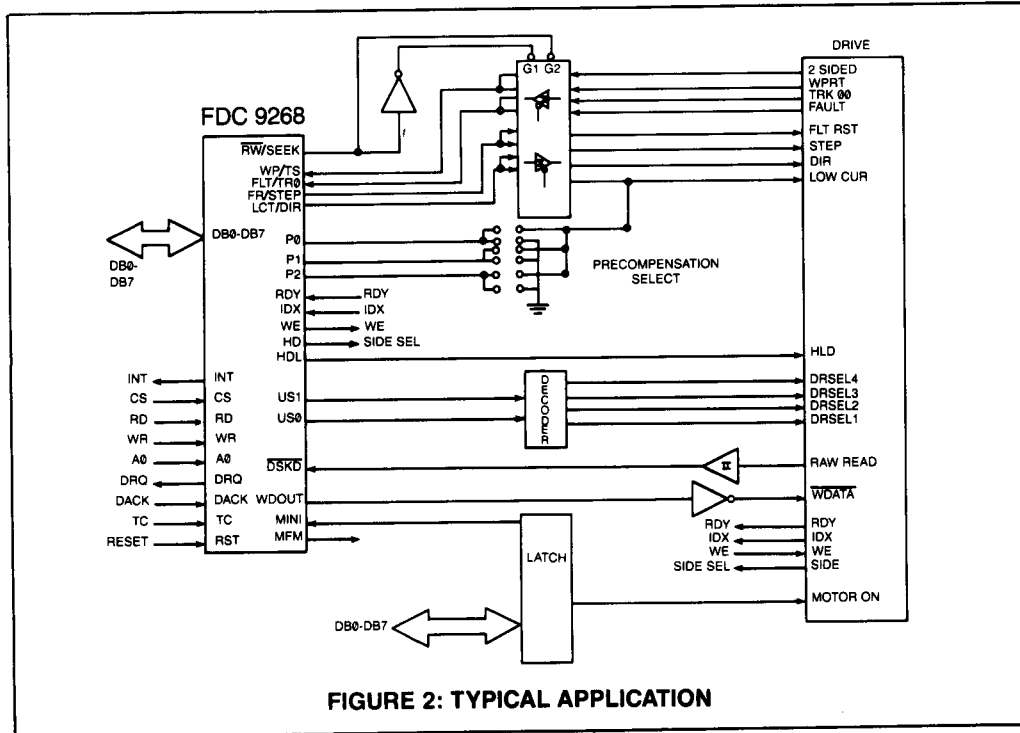 DRIVE
G1 G2
2 SIDED
WPRT
TRK 00
FAULT
FLT RST
STEP
DIR
LOW CUR
FDC 9268
RW/SEEK
WP/TS
FLT/TR0
FR/STEP
LCT/DIR
DB0-DB7
DB0-
DB7
P0
P1
P2
PRECOMPENSATION
SELECT
RDY RDY
IDX IDX
WE WE
HD SIDE SEL
HDL HLD
INT INT
CS CS
RD RD
WR WR
A0 A0
DRQ DRQ
DACK DACK
TC TC
RESET RST
US1
US0
DECODER
DRSEL4
DRSEL3
DRSEL2
DRSEL1
DSKD
RAW READ
WDOUT
WDATA
MINI
MFM
LATCH
RDY RDY
IDX IDX
WE WE
SIDE SEL SIDE
MOTOR ON
DB0-DB7
FIGURE 2: TYPICAL APPLICATION